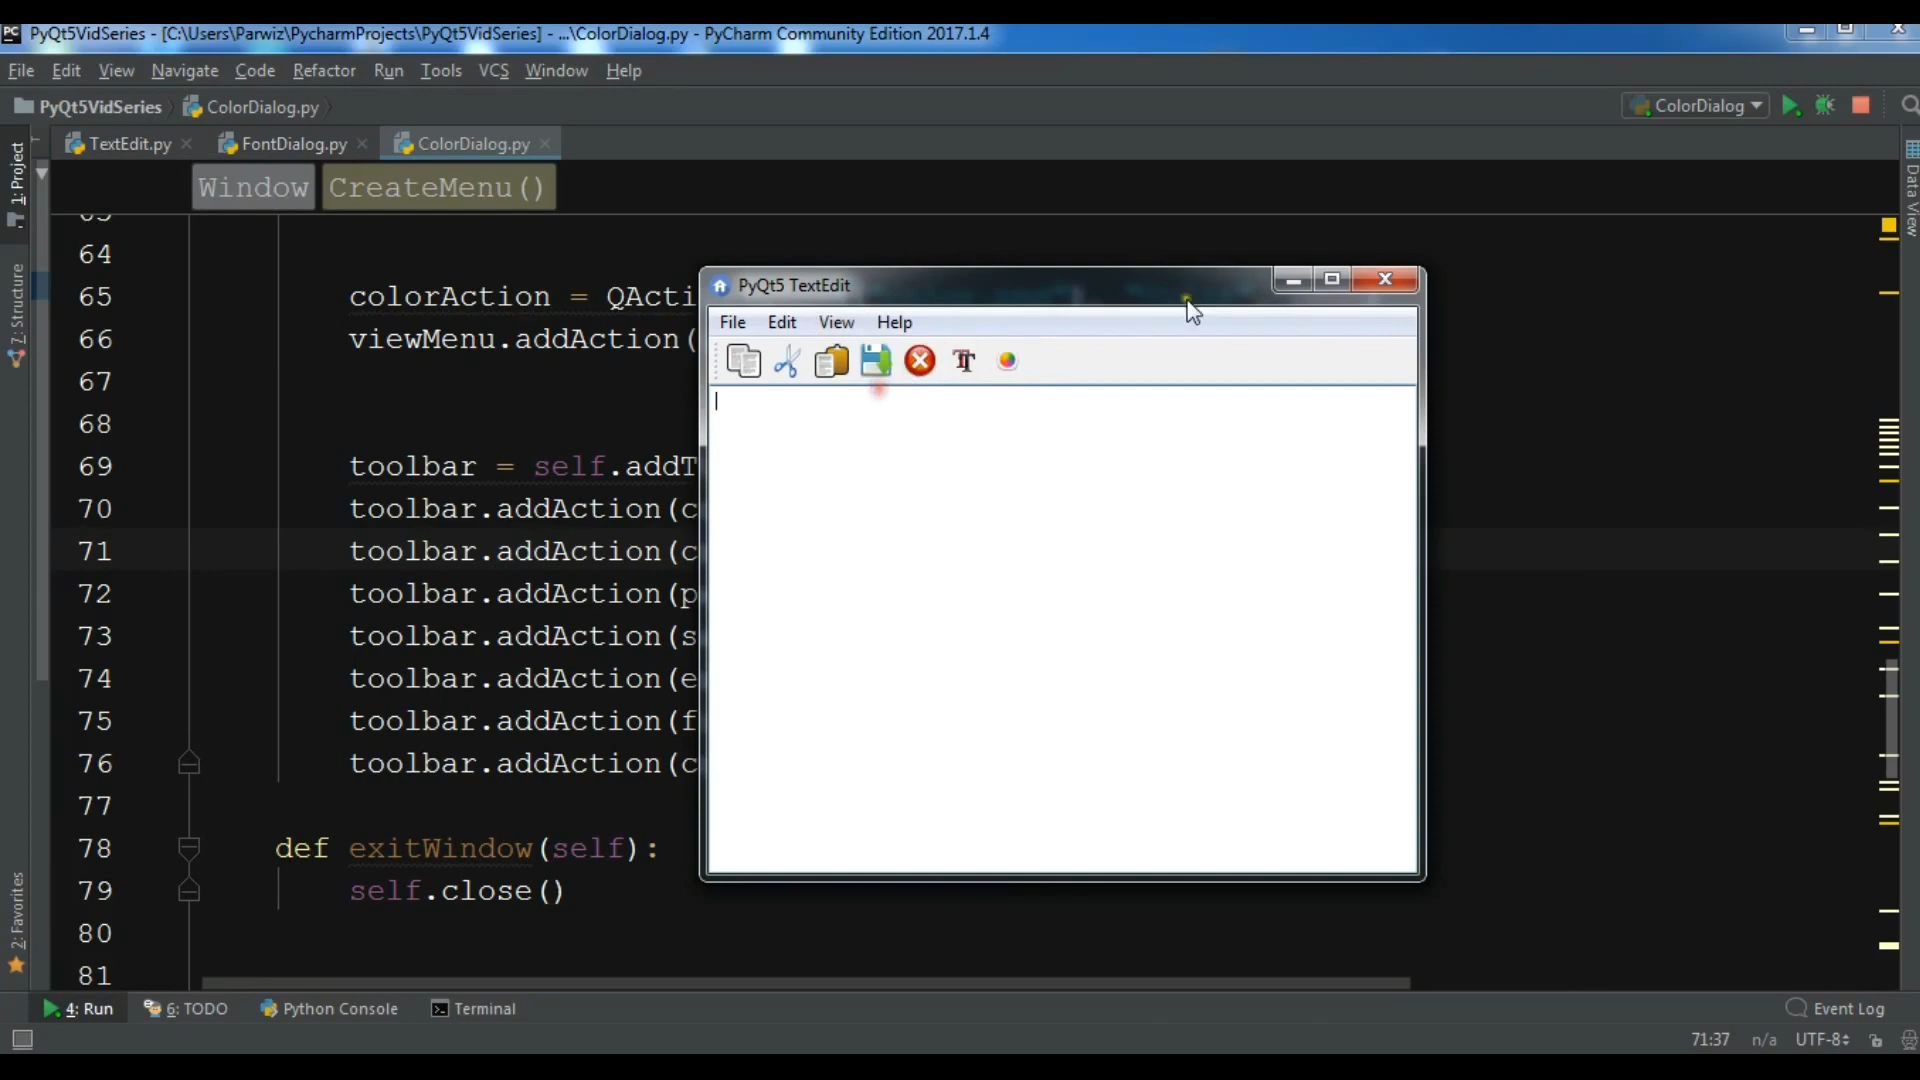 PyQt5VidSeries - [C:\Users\Parwiz\PycharmProjects\PyQt5VidSeries] - ...\ColorDialog.py - PyCharm Community Edition 2017.1.4
File Edit View Navigate Code Refactor Run Tools VCS Window Help
PyQt5VidSeries ColorDialog.py ColorDialog
TextEdit.py FontDialog.py ColorDialog.py
Window CreateMenu()
1: Project
7: Structure
2: Favorites
Data View
64
65 colorAction = QActi
66 viewMenu.addAction(
67
68
69 toolbar = self.addT
70 toolbar.addAction(c
71 toolbar.addAction(c
72 toolbar.addAction(p
73 toolbar.addAction(s
74 toolbar.addAction(e
75 toolbar.addAction(f
76 toolbar.addAction(c
77
78 def exitWindow(self):
79 self.close()
80
81
PyQt5 TextEdit
File Edit View Help
4: Run 6: TODO Python Console Terminal Event Log
71:37 n/a UTF-8